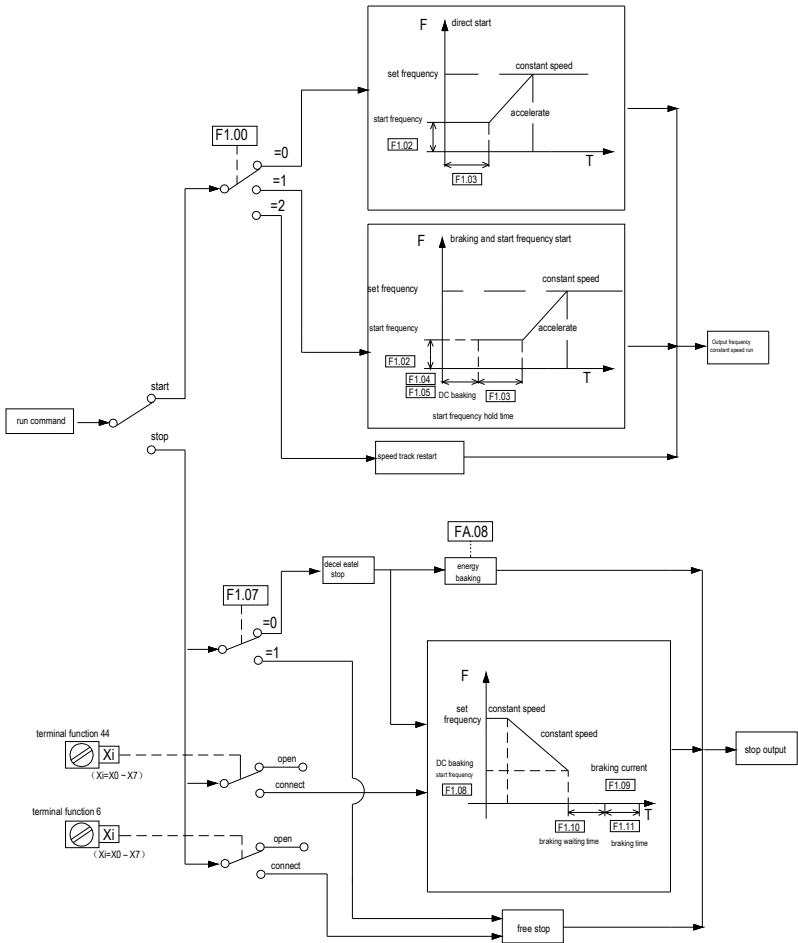 F
direct start
set frequency
constant speed
accelerate
start frequency
F1.02
F1.03
T
F1.00
=0
=1
=2
F
braking and start frequency start
set frequency
constant speed
start frequency
accelerate
F1.02
F1.04
F1.05
DC baaking
F1.03
T
start frequency hold time
Output frequency
constant speed run
run command
start
stop
speed track restart
FA.08
decel eatel
stop
energy
baaking
F1.07
=0
=1
F
set
frequency
constant speed
constant speed
DC baaking
start frequency
F1.08
braking current
F1.09
T
F1.10
F1.11
braking waiting time
braking time
stop output
terminal function 44
Xi
（Xi=X0 ~ X7）
open
connect
terminal function 6
Xi
（Xi=X0 ~ X7）
open
connect
free stop